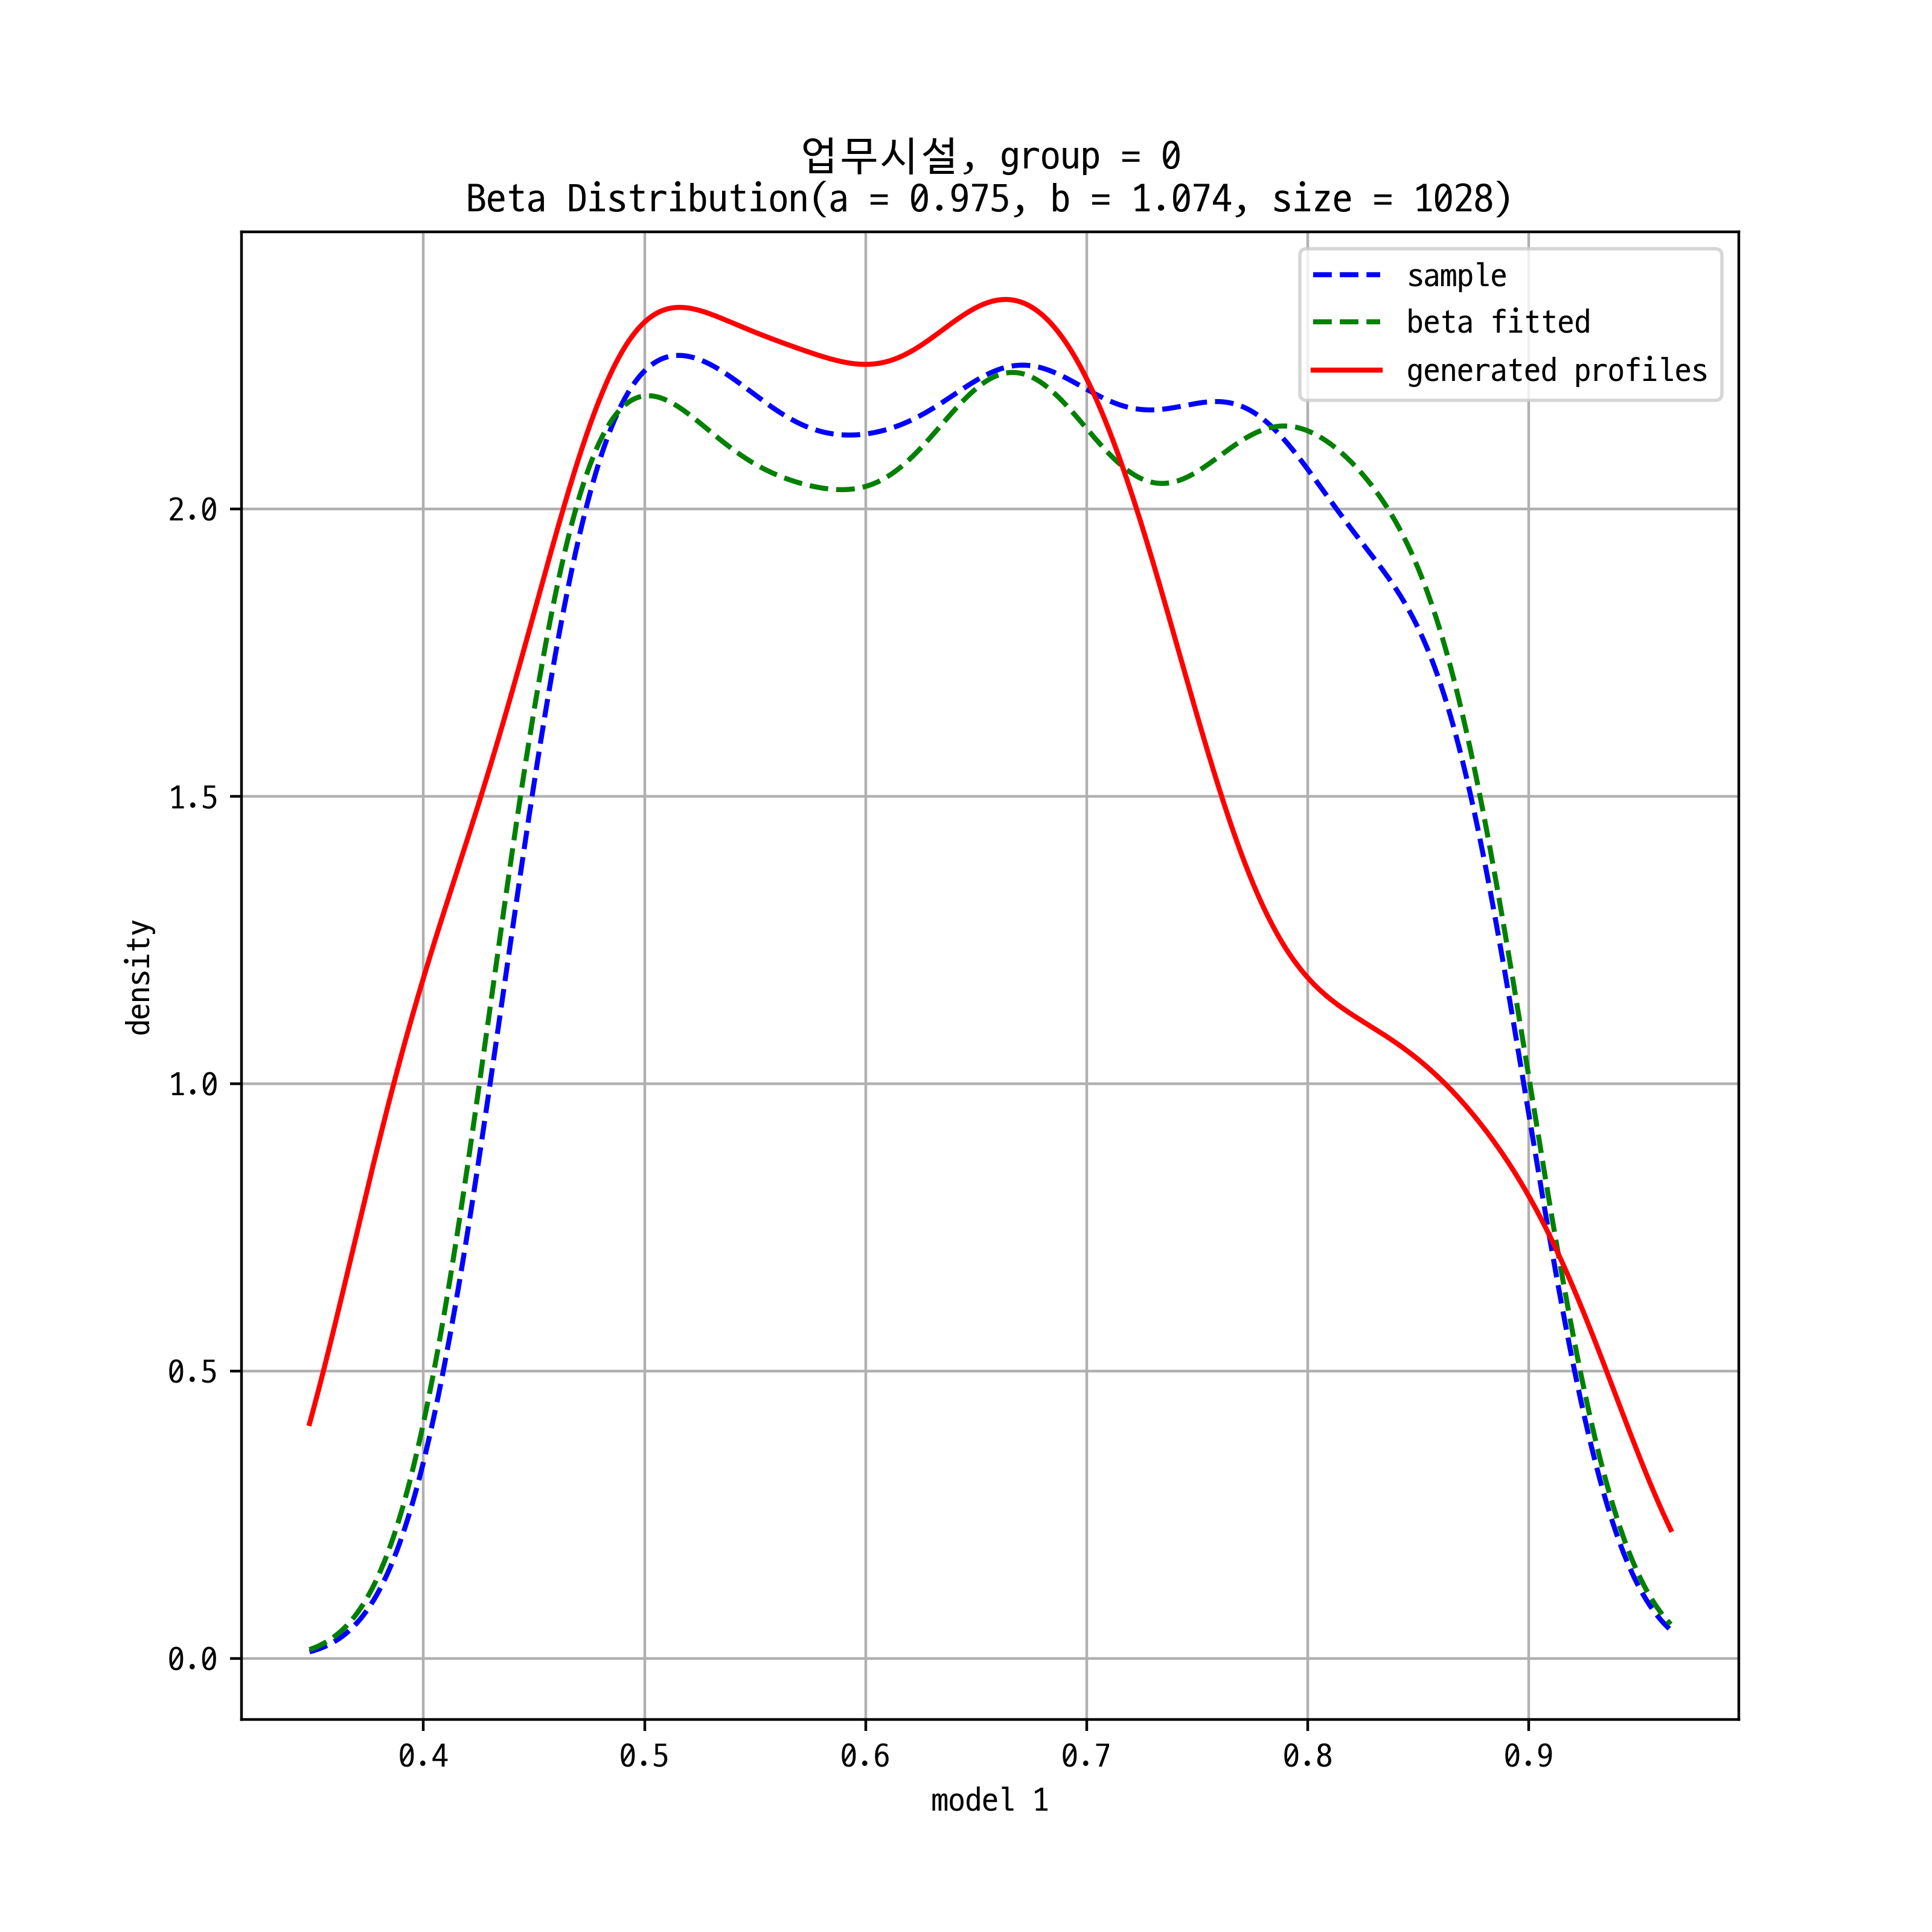 업무시설, group = 0
Beta Distribution(a = 0.975, b = 1.074, size = 1028)
sample
beta fitted
generated profiles
density
2.0
1.5
1.0
0.5
0.0
0.4 0.5 0.6 0.7 0.8 0.9
model 1